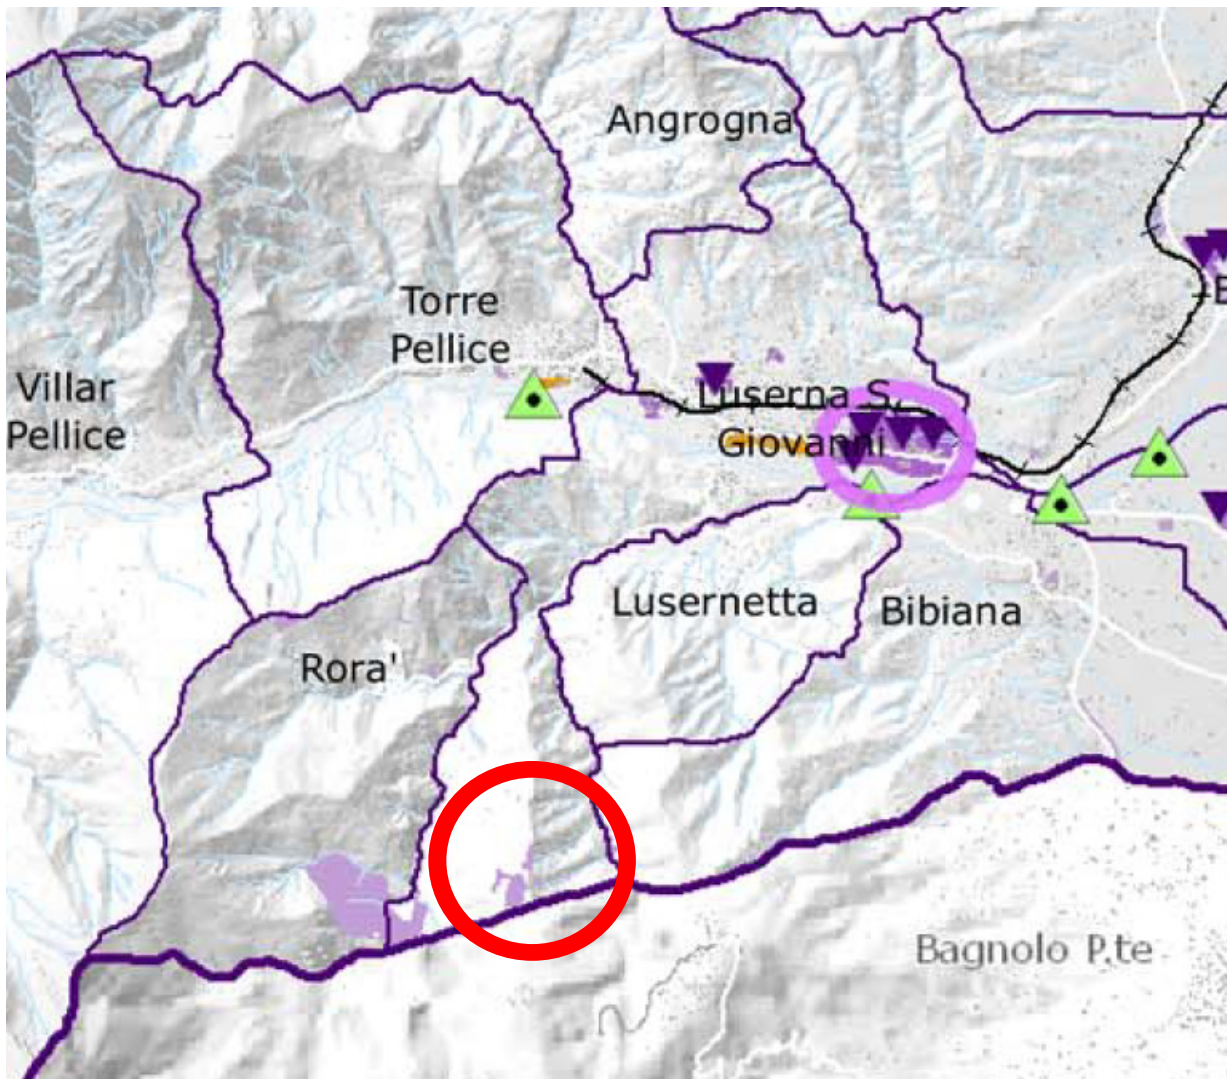 Angrogna
Torre
Pellice
Villar
Pellice
Luserna S.
Giovanni
Lusernetta
Bibiana
Rora'
Bagnolo P.te